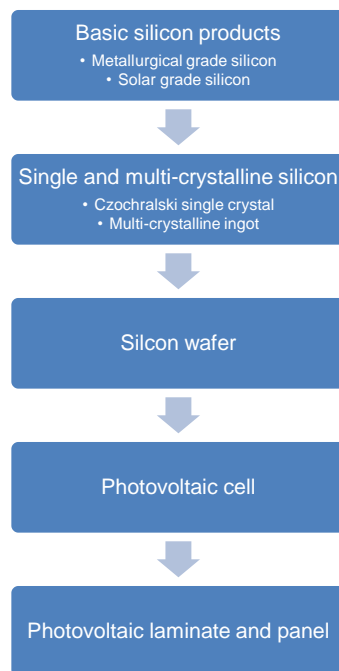 Basic silicon products
• Metallurgical grade silicon
• Solar grade silicon
Single and multi-crystalline silicon
• Czochralski single crystal
• Multi-crystalline ingot
Silcon wafer
Photovoltaic cell
Photovoltaic laminate and panel